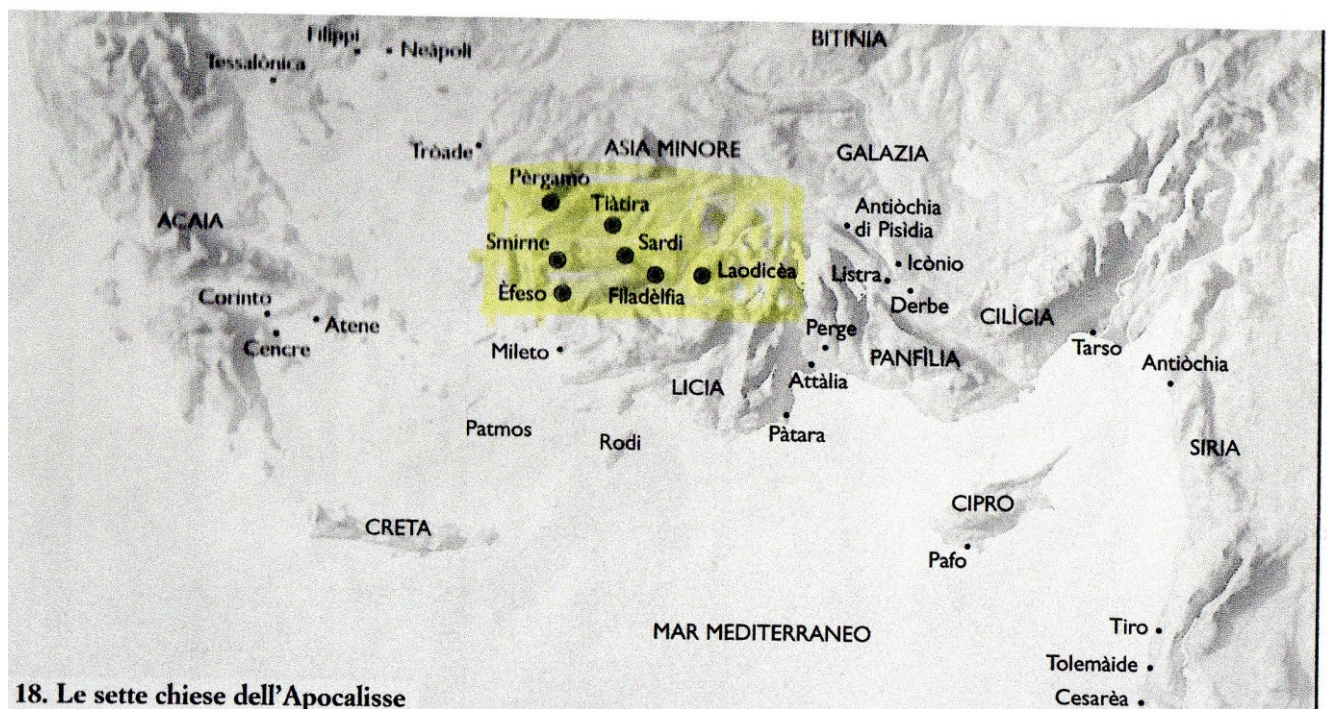 Filippi
Neàpoli
Tessalònica
BITINIA
Tròade
ASIA MINORE
GALAZIA
Pèrgamo
Tiàtira
ACAIA
Antiòchia
di Pisìdia
Smirne
Sardi
Icònio
Listra
Laodicèa
Èfeso
Filadèlfia
Derbe
Corinto
Atene
CILÌCIA
Cencre
Perge
Tarso
Mileto
PANFÌLIA
Antiòchia
LICIA
Attàlia
Patmos
Rodi
Pàtara
SIRIA
CIPRO
CRETA
Pafo
MAR MEDITERRANEO
Tiro
Tolemàide
18. Le sette chiese dell'Apocalisse
Cesarèa